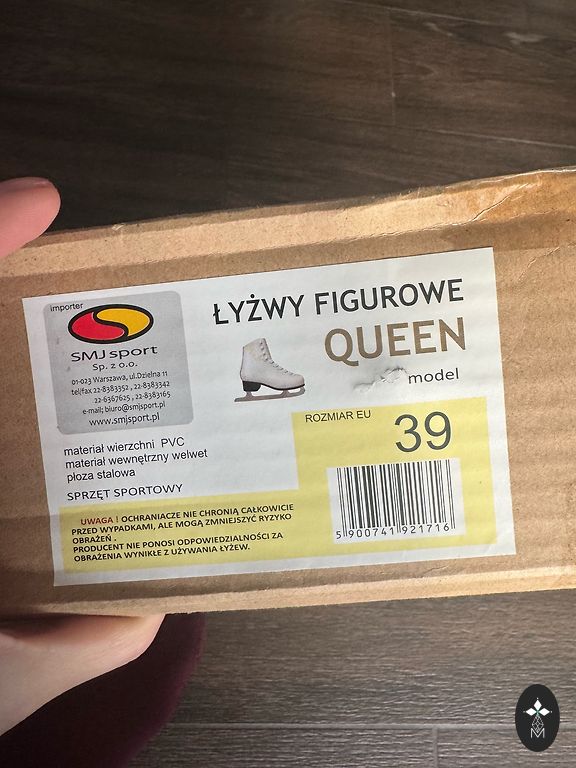 importer
SMJ sport
Sp. z o.o.
01-023 Warszawa, ul.Dzielna 11
tel/fax 22-8383352 , 22-8383342
22-6367625 , 22-8383165
e-mail; biuro@smjsport.pl
www.smjsport.pl
ŁYŻWY FIGUROWE
QUEEN
model
materiał wierzchni PVC
materiał wewnętrzny welwet
płoza stalowa
SPRZĘT SPORTOWY
ROZMIAR EU
39
5 900741 921716
UWAGA ! OCHRANIACZE NIE CHRONIĄ CAŁKOWICIE
PRZED WYPADKAMI, ALE MOGĄ ZMNIEJSZYĆ RYZYKO
OBRAŻEŃ .
PRODUCENT NIE PONOSI ODPOWIEDZIALNOŚCI ZA
OBRAŻENIA WYNIKŁE Z UŻYWANIA ŁYŻEW.
M